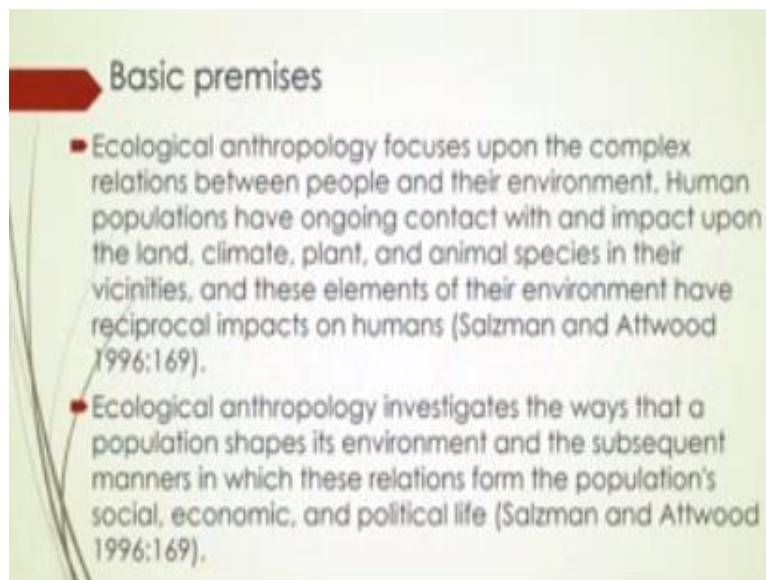 Basic premises
Ecological anthropology focuses upon the complex
relations between people and their environment. Human
populations have ongoing contact with and impact upon
the land, climate, plant, and animal species in their
vicinities, and these elements of their environment have
reciprocal impacts on humans (Salzman and Attwood
1996:169).
Ecological anthropology investigates the ways that a
population shapes its environment and the subsequent
manners in which these relations form the population's
social, economic, and political life (Salzman and Attwood
1996:169).